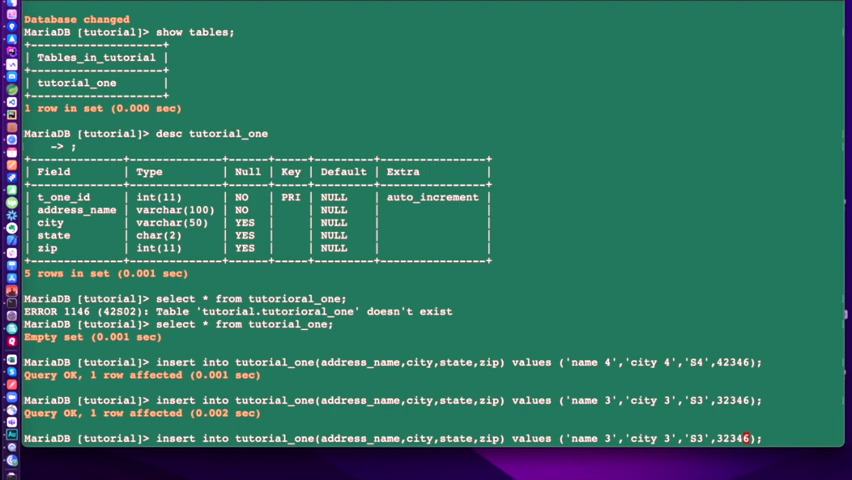 Database changed
MariaDB [tutorial]> show tables;
+--------------------+
| Tables_in_tutorial |
+--------------------+
| tutorial_one       |
+--------------------+
1 row in set (0.000 sec)
MariaDB [tutorial]> desc tutorial_one
    -> ;
+--------------+--------------+------+-----+---------+----------------+
| Field        | Type         | Null | Key | Default | Extra          |
+--------------+--------------+------+-----+---------+----------------+
| t_one_id     | int(11)      | NO   | PRI | NULL    | auto_increment |
| address_name | varchar(100) | NO   |     | NULL    |                |
| city         | varchar(50)  | YES  |     | NULL    |                |
| state        | char(2)      | YES  |     | NULL    |                |
| zip          | int(11)      | YES  |     | NULL    |                |
+--------------+--------------+------+-----+---------+----------------+
5 rows in set (0.001 sec)
MariaDB [tutorial]> select * from tutorioral_one;
ERROR 1146 (42S02): Table 'tutorial.tutorioral_one' doesn't exist
MariaDB [tutorial]> select * from tutorial_one;
Empty set (0.001 sec)
MariaDB [tutorial]> insert into tutorial_one(address_name,city,state,zip) values ('name 4','city 4','S4',42346);
Query OK, 1 row affected (0.001 sec)
MariaDB [tutorial]> insert into tutorial_one(address_name,city,state,zip) values ('name 3','city 3','S3',32346);
Query OK, 1 row affected (0.002 sec)
MariaDB [tutorial]> insert into tutorial_one(address_name,city,state,zip) values ('name 3','city 3','S3',32346);